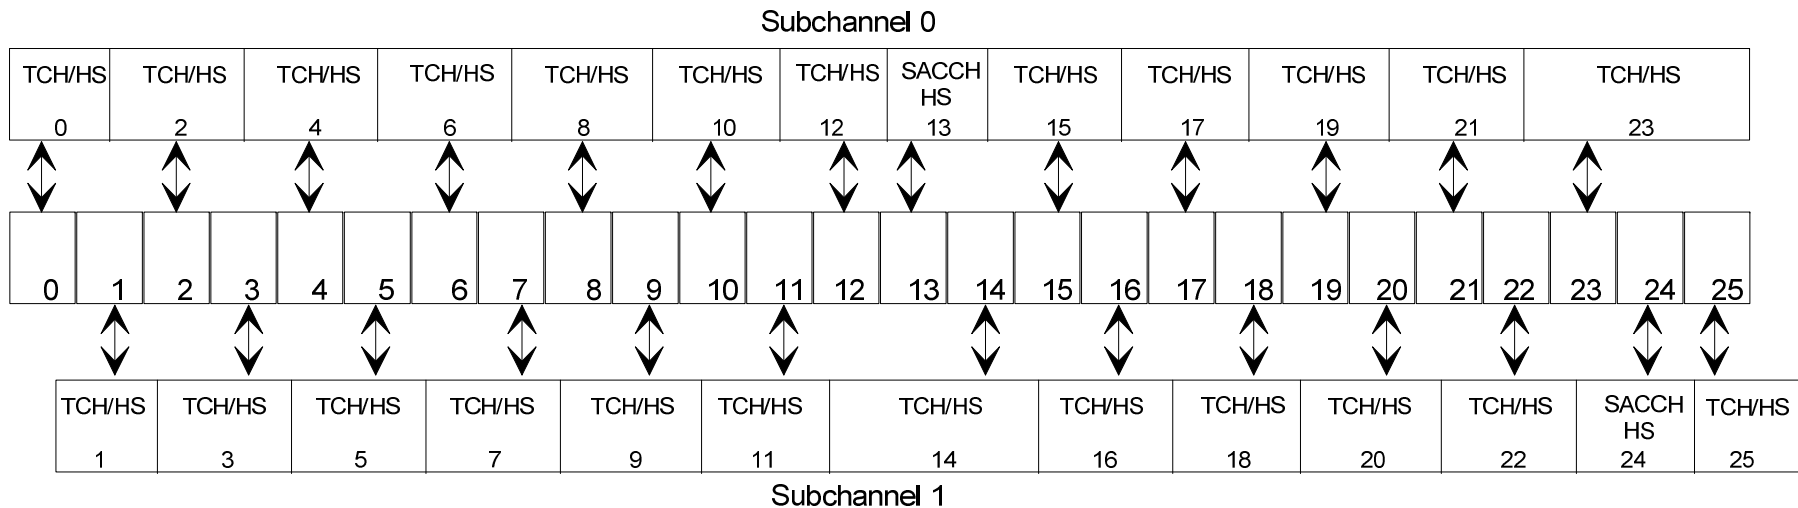 Subchannel 0
TCH/HS TCH/HS TCH/HS TCH/HS TCH/HS TCH/HS TCH/HS SACCH HS TCH/HS TCH/HS TCH/HS TCH/HS TCH/HS
0 2 4 6 8 10 12 13 15 17 19 21 23
0 1 2 3 4 5 6 7 8 9 10 11 12 13 14 15 16 17 18 19 20 21 22 23 24 25
TCH/HS TCH/HS TCH/HS TCH/HS TCH/HS TCH/HS TCH/HS TCH/HS TCH/HS TCH/HS TCH/HS SACCH HS TCH/HS
1 3 5 7 9 11 14 16 18 20 22 24 25
Subchannel 1